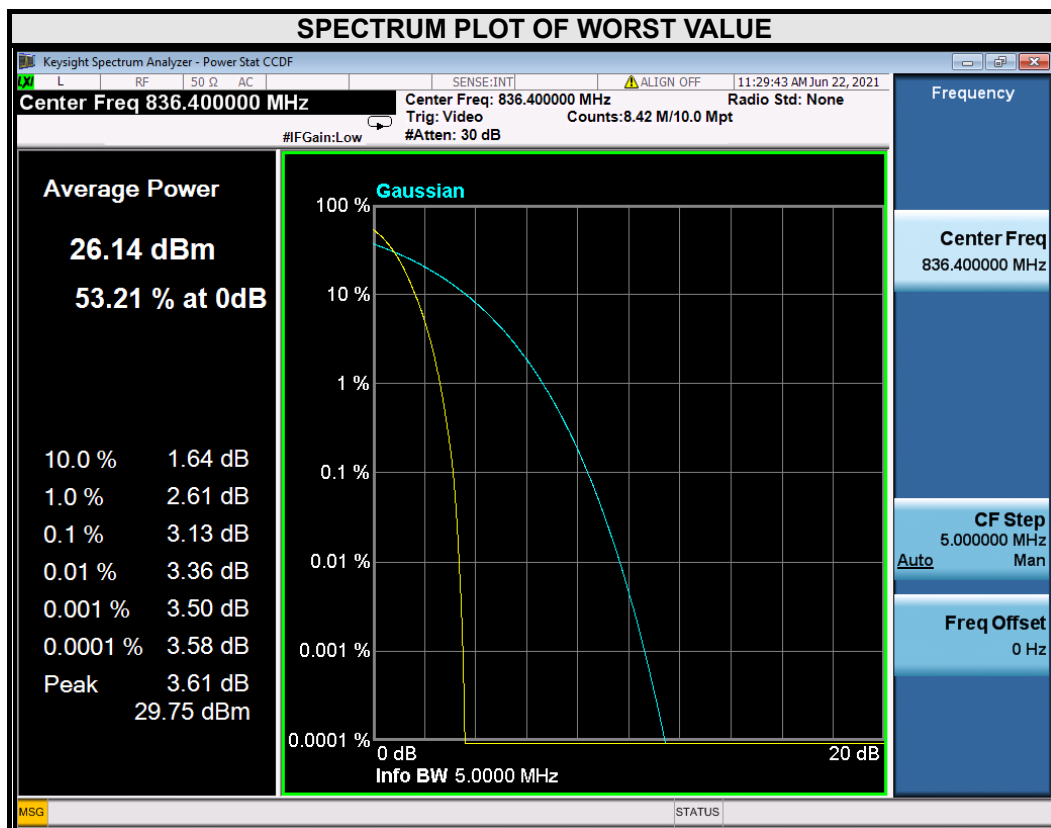 SPECTRUM PLOT OF WORST VALUE
Keysight Spectrum Analyzer - Power Stat CCDF
LXI L RF 50 Ω AC SENSE:INT ALIGN OFF 11:29:43 AM Jun 22, 2021
Center Freq 836.400000 MHz
Center Freq: 836.400000 MHz Radio Std: None
Trig: Video Counts:8.42 M/10.0 Mpt
#IFGain:Low #Atten: 30 dB
Average Power
26.14 dBm
53.21 % at 0dB
10.0 % 1.64 dB
1.0 % 2.61 dB
0.1 % 3.13 dB
0.01 % 3.36 dB
0.001 % 3.50 dB
0.0001 % 3.58 dB
Peak 3.61 dB
29.75 dBm
Gaussian
100 %
10 %
1 %
0.1 %
0.01 %
0.001 %
0.0001 %
0 dB 20 dB
Info BW 5.0000 MHz
Frequency
Center Freq
836.400000 MHz
CF Step
5.000000 MHz
Auto Man
Freq Offset
0 Hz
MSG STATUS